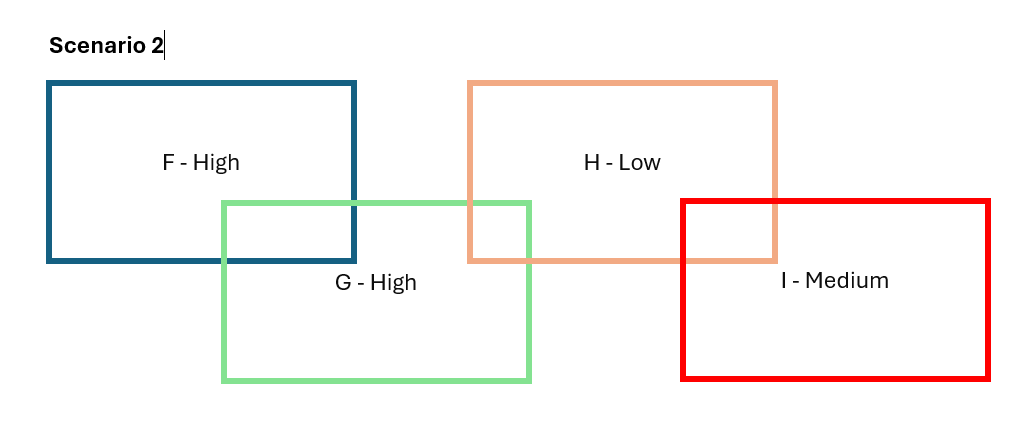 Scenario 2
F - High
H - Low
G - High
I - Medium